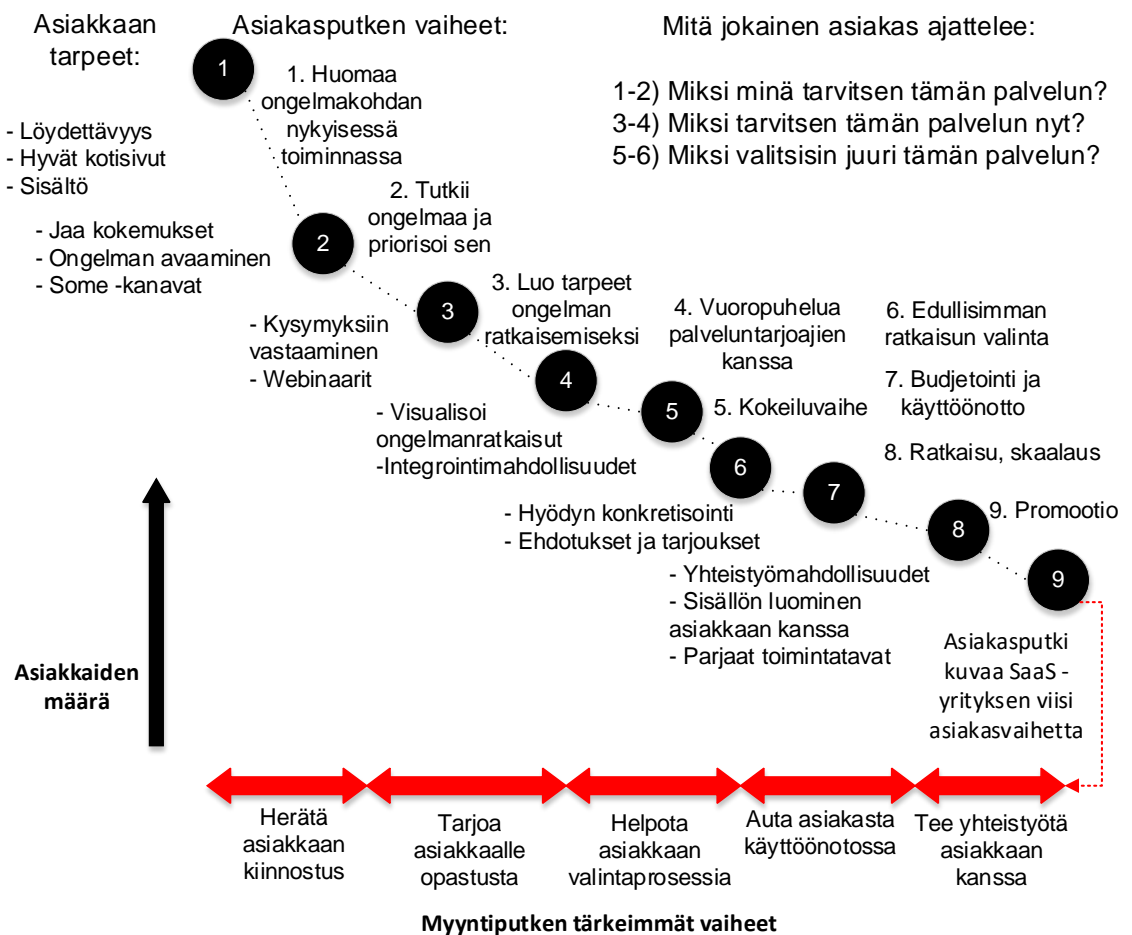 Asiakkaan
tarpeet:
Asiakasputken vaiheet:
Mitä jokainen asiakas ajattelee:
1-2) Miksi minä tarvitsen tämän palvelun?
3-4) Miksi tarvitsen tämän palvelun nyt?
5-6) Miksi valitsisin juuri tämän palvelun?
1
1. Huomaa
ongelmakohdan
nykyisessä
toiminnassa
- Löydettävyys
- Hyvät kotisivut
- Sisältö
2
2. Tutkii
ongelmaa ja
priorisoi sen
- Jaa kokemukset
- Ongelman avaaminen
- Some -kanavat
3
3. Luo tarpeet
ongelman
ratkaisemiseksi
- Kysymyksiin
vastaaminen
- Webinaarit
4
4. Vuoropuhelua
palveluntarjoajien
kanssa
- Visualisoi
ongelmanratkaisut
-Integrointimahdollisuudet
5
5. Kokeiluvaihe
6
6. Edullisimman
ratkaisun valinta
7. Budjetointi ja
käyttöönotto
8. Ratkaisu, skaalaus
7
- Hyödyn konkretisointi
- Ehdotukset ja tarjoukset
8
9. Promootio
9
- Yhteistyömahdollisuudet
- Sisällön luominen
asiakkaan kanssa
- Parjaat toimintatavat
Asiakasputki
kuvaa SaaS -
yrityksen viisi
asiakasvaihetta
Asiakkaiden
määrä
Herätä
asiakkaan
kiinnostus
Tarjoa
asiakkaalle
opastusta
Helpota
asiakkaan
valintaprosessia
Auta asiakasta
käyttöönotossa
Tee yhteistyötä
asiakkaan
kanssa
Myyntiputken tärkeimmät vaiheet